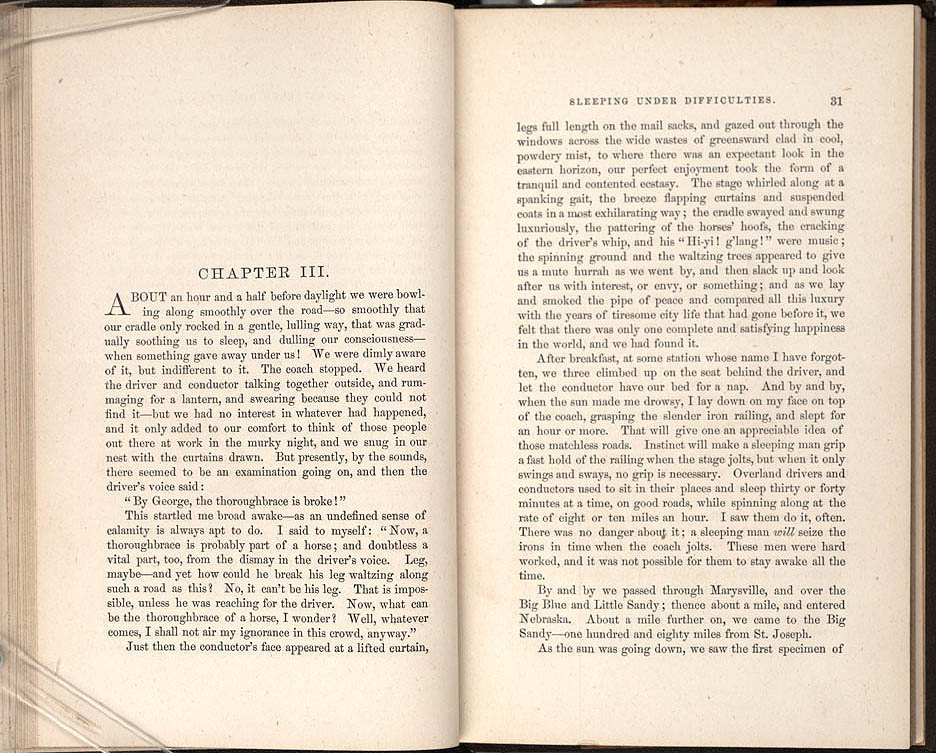 CHAPTER III.
ABOUT an hour and a half before daylight we were bowl-
ing along smoothly over the road—so smoothly that
our cradle only rocked in a gentle, lulling way, that was grad-
ually soothing us to sleep, and dulling our consciousness—
when something gave away under us! We were dimly aware
of it, but indifferent to it. The coach stopped. We heard
the driver and conductor talking together outside, and rum-
maging for a lantern, and swearing because they could not
find it—but we had no interest in whatever had happened,
and it only added to our comfort to think of those people
out there at work in the murky night, and we snug in our
nest with the curtains drawn. But presently, by the sounds,
there seemed to be an examination going on, and then the
driver's voice said:
"By George, the thoroughbrace is broke!"
This startled me broad awake—as an undefined sense of
calamity is always apt to do. I said to myself: "Now, a
thoroughbrace is probably part of a horse; and doubtless a
vital part, too, from the dismay in the driver's voice. Leg,
maybe—and yet how could he break his leg waltzing along
such a road as this? No, it can't be his leg. That is impos-
sible, unless he was reaching for the driver. Now, what can
be the thoroughbrace of a horse, I wonder? Well, whatever
comes, I shall not air my ignorance in this crowd, anyway."
Just then the conductor's face appeared at a lifted curtain,
SLEEPING UNDER DIFFICULTIES. 31
legs full length on the mail sacks, and gazed out through the
windows across the wide wastes of greensward clad in cool,
powdery mist, to where there was an expectant look in the
eastern horizon, our perfect enjoyment took the form of a
tranquil and contented ecstasy. The stage whirled along at a
spanking gait, the breeze flapping curtains and suspended
coats in a most exhilarating way; the cradle swayed and swung
luxuriously, the pattering of the horses' hoofs, the cracking
of the driver's whip, and his "Hi-yi! g'lang!" were music;
the spinning ground and the waltzing trees appeared to give
us a mute hurrah as we went by, and then slack up and look
after us with interest, or envy, or something; and as we lay
and smoked the pipe of peace and compared all this luxury
with the years of tiresome city life that had gone before it, we
felt that there was only one complete and satisfying happiness
in the world, and we had found it.
After breakfast, at some station whose name I have forgot-
ten, we three climbed up on the seat behind the driver, and
let the conductor have our bed for a nap. And by and by,
when the sun made me drowsy, I lay down on my face on top
of the coach, grasping the slender iron railing, and slept for
an hour or more. That will give one an appreciable idea of
those matchless roads. Instinct will make a sleeping man grip
a fast hold of the railing when the stage jolts, but when it only
swings and sways, no grip is necessary. Overland drivers and
conductors used to sit in their places and sleep thirty or forty
minutes at a time, on good roads, while spinning along at the
rate of eight or ten miles an hour. I saw them do it, often.
There was no danger about it; a sleeping man will seize the
irons in time when the coach jolts. These men were hard
worked, and it was not possible for them to stay awake all the
time.
By and by we passed through Marysville, and over the
Big Blue and Little Sandy; thence about a mile, and entered
Nebraska. About a mile further on, we came to the Big
Sandy—one hundred and eighty miles from St. Joseph.
As the sun was going down, we saw the first specimen of